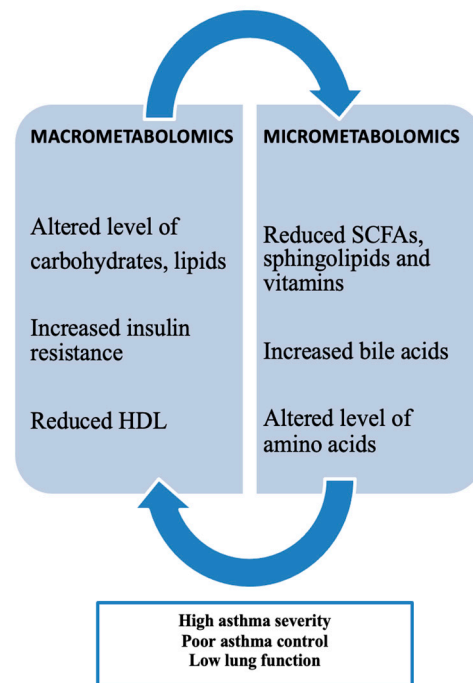 MACROMETABOLOMICS
Altered level of
carbohydrates, lipids
Increased insulin
resistance
Reduced HDL
MICROMETABOLOMICS
Reduced SCFAs,
sphingolipids and
vitamins
Increased bile acids
Altered level of
amino acids
High asthma severity
Poor asthma control
Low lung function